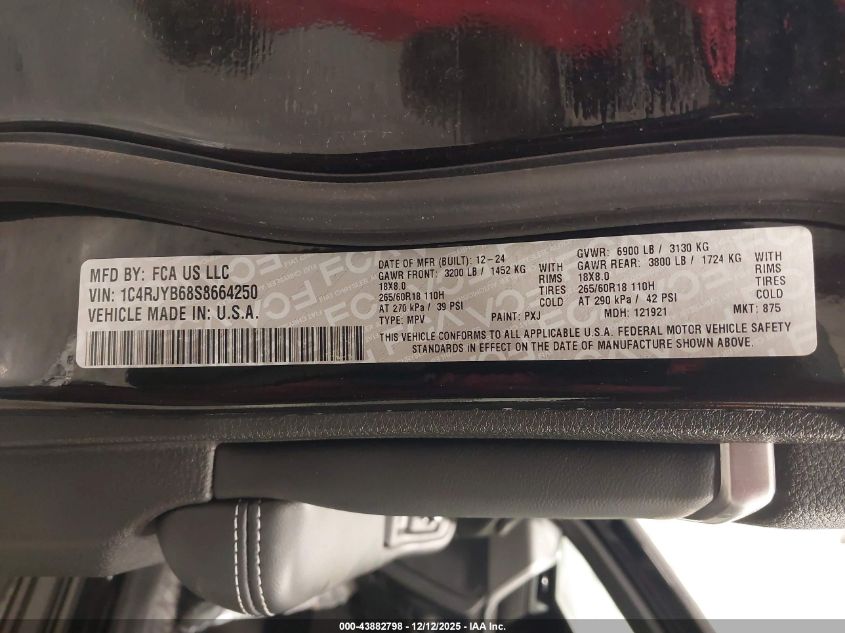 MFD BY: FCA US LLC
VIN: 1C4RJYB68S8664250
VEHICLE MADE IN: U.S.A.
DATE OF MFR (BUILT): 12-24
GAWR FRONT: 3200 LB / 1452 KG WITH
18X8.0 RIMS
265/60R18 110H TIRES
AT 270 kPa / 39 PSI COLD
TYPE: MPV PAINT: PXJ
GVWR: 6900 LB / 3130 KG
GAWR REAR: 3800 LB / 1724 KG WITH
18X8.0 RIMS
265/60R18 110H TIRES
AT 290 kPa / 42 PSI COLD
MDH: 121921 MKT: 875
THIS VEHICLE CONFORMS TO ALL APPLICABLE U.S.A. FEDERAL MOTOR VEHICLE SAFETY
STANDARDS IN EFFECT ON THE DATE OF MANUFACTURE SHOWN ABOVE.
000-43882798 - 12/12/2025 - IAA Inc.